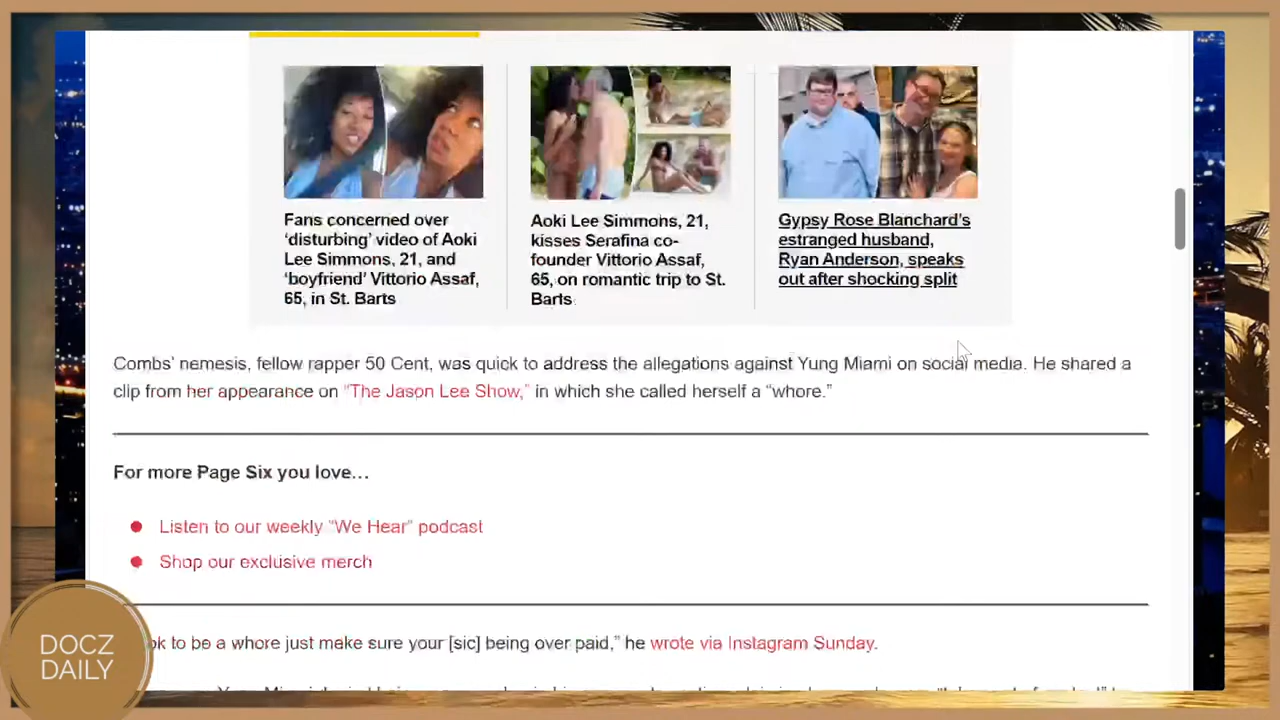 Fans concerned over
‘disturbing’ video of Aoki
Lee Simmons, 21, and
‘boyfriend’ Vittorio Assaf,
65, in St. Barts
Aoki Lee Simmons, 21,
kisses Serafina co-
founder Vittorio Assaf,
65, on romantic trip to St.
Barts
Gypsy Rose Blanchard’s
estranged husband,
Ryan Anderson, speaks
out after shocking split
Combs’ nemesis, fellow rapper 50 Cent, was quick to address the allegations against Yung Miami on social media. He shared a
clip from her appearance on “The Jason Lee Show,” in which she called herself a “whore.”
For more Page Six you love…
Listen to our weekly “We Hear” podcast
Shop our exclusive merch
ok to be a whore just make sure your [sic] being over paid,” he wrote via Instagram Sunday.
DOCZ
DAILY